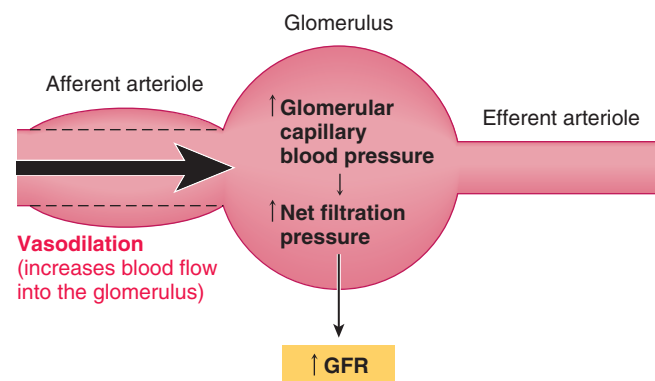 Glomerulus
Afferent arteriole
Efferent arteriole
↑ Glomerular
capillary
blood pressure
↓
↑ Net filtration
pressure
Vasodilation
(increases blood flow
into the glomerulus)
↑ GFR